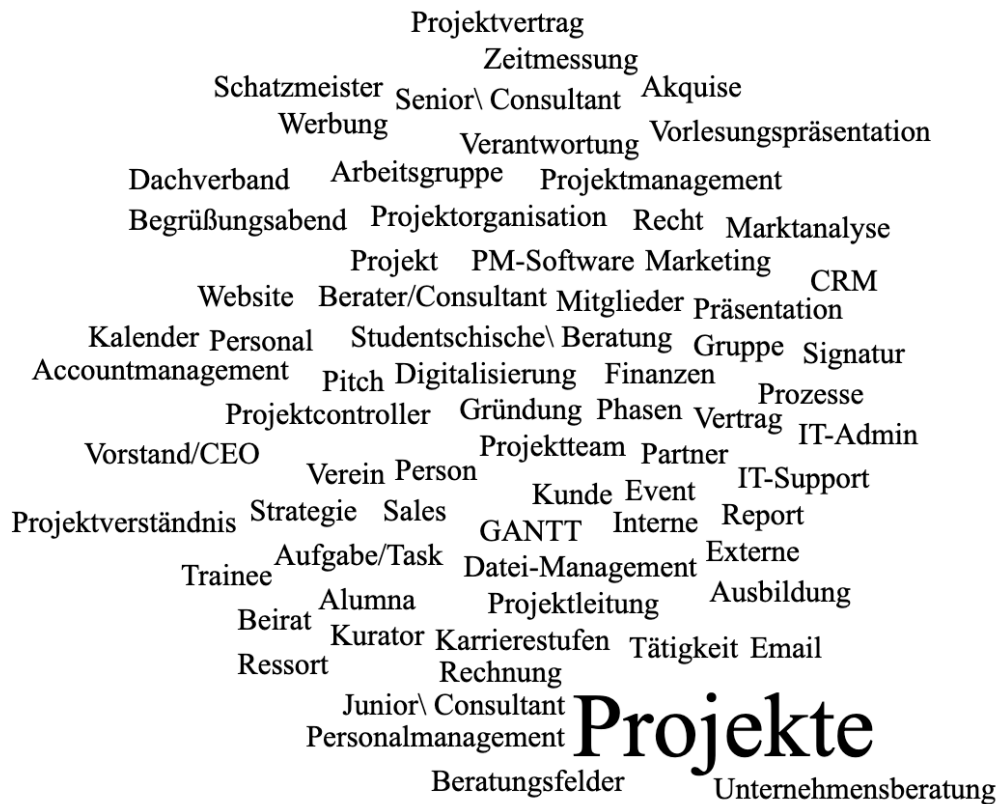 Projektvertrag
Zeitmessung
Schatzmeister Senior\ Consultant Akquise
Werbung Verantwortung Vorlesungspräsentation
Dachverband Arbeitsgruppe Projektmanagement
Begrüßungsabend Projektorganisation Recht Marktanalyse
Projekt PM-Software Marketing CRM
Website Berater/Consultant Mitglieder Präsentation
Kalender Personal Studentschische\ Beratung Gruppe Signatur
Accountmanagement Pitch Digitalisierung Finanzen Prozesse
Projektcontroller Gründung Phasen Vertrag IT-Admin
Vorstand/CEO Projektteam Partner
Verein Person IT-Support
Kunde Event
Projektverständnis Strategie Sales GANTT Interne Report
Aufgabe/Task Externe
Trainee Datei-Management
Alumna Projektleitung Ausbildung
Beirat Kurator Karrierestufen Tätigkeit Email
Ressort Rechnung
Junior\ Consultant
Personalmanagement Projekte
Beratungsfelder Unternehmensberatung